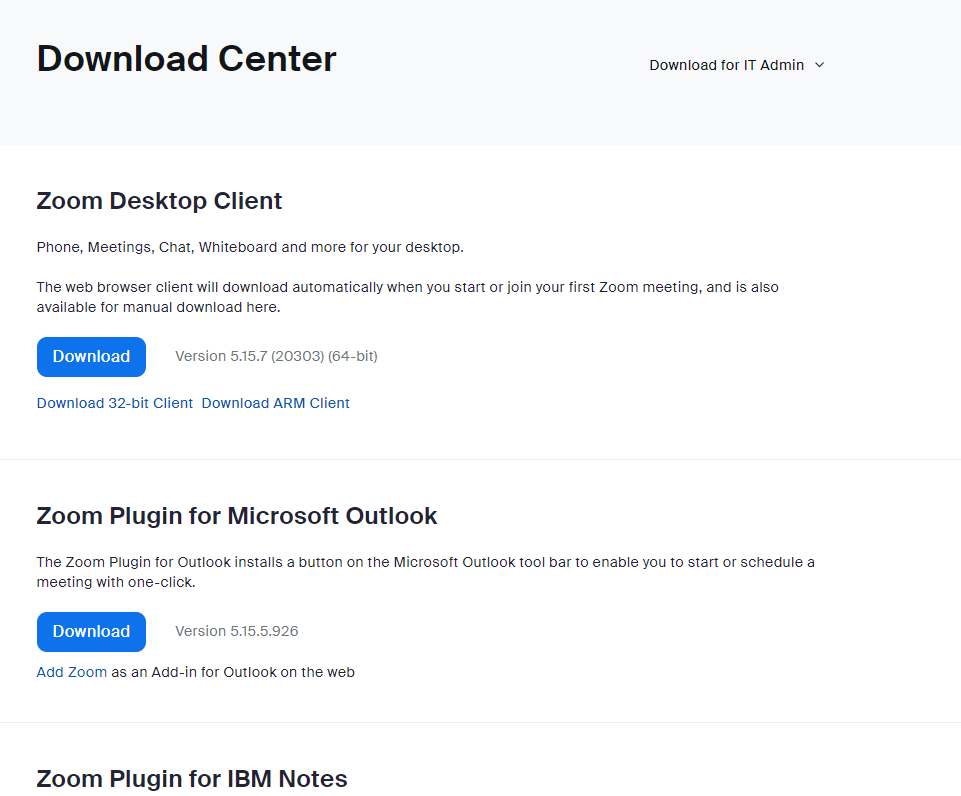 Download Center
Download for IT Admin
Zoom Desktop Client
Phone, Meetings, Chat, Whiteboard and more for your desktop.
The web browser client will download automatically when you start or join your first Zoom meeting, and is also
available for manual download here.
Download Version 5.15.7 (20303) (64-bit)
Download 32-bit Client Download ARM Client
Zoom Plugin for Microsoft Outlook
The Zoom Plugin for Outlook installs a button on the Microsoft Outlook tool bar to enable you to start or schedule a
meeting with one-click.
Download Version 5.15.5.926
Add Zoom as an Add-in for Outlook on the web
Zoom Plugin for IBM Notes